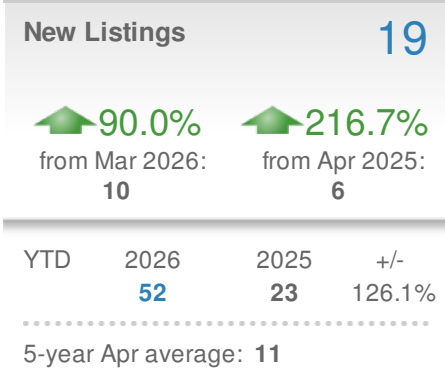 New Listings 19
90.0% 216.7%
from Mar 2026: from Apr 2025:
10 6
YTD 2026 2025 +/-
52 23 126.1%
5-year Apr average: 11